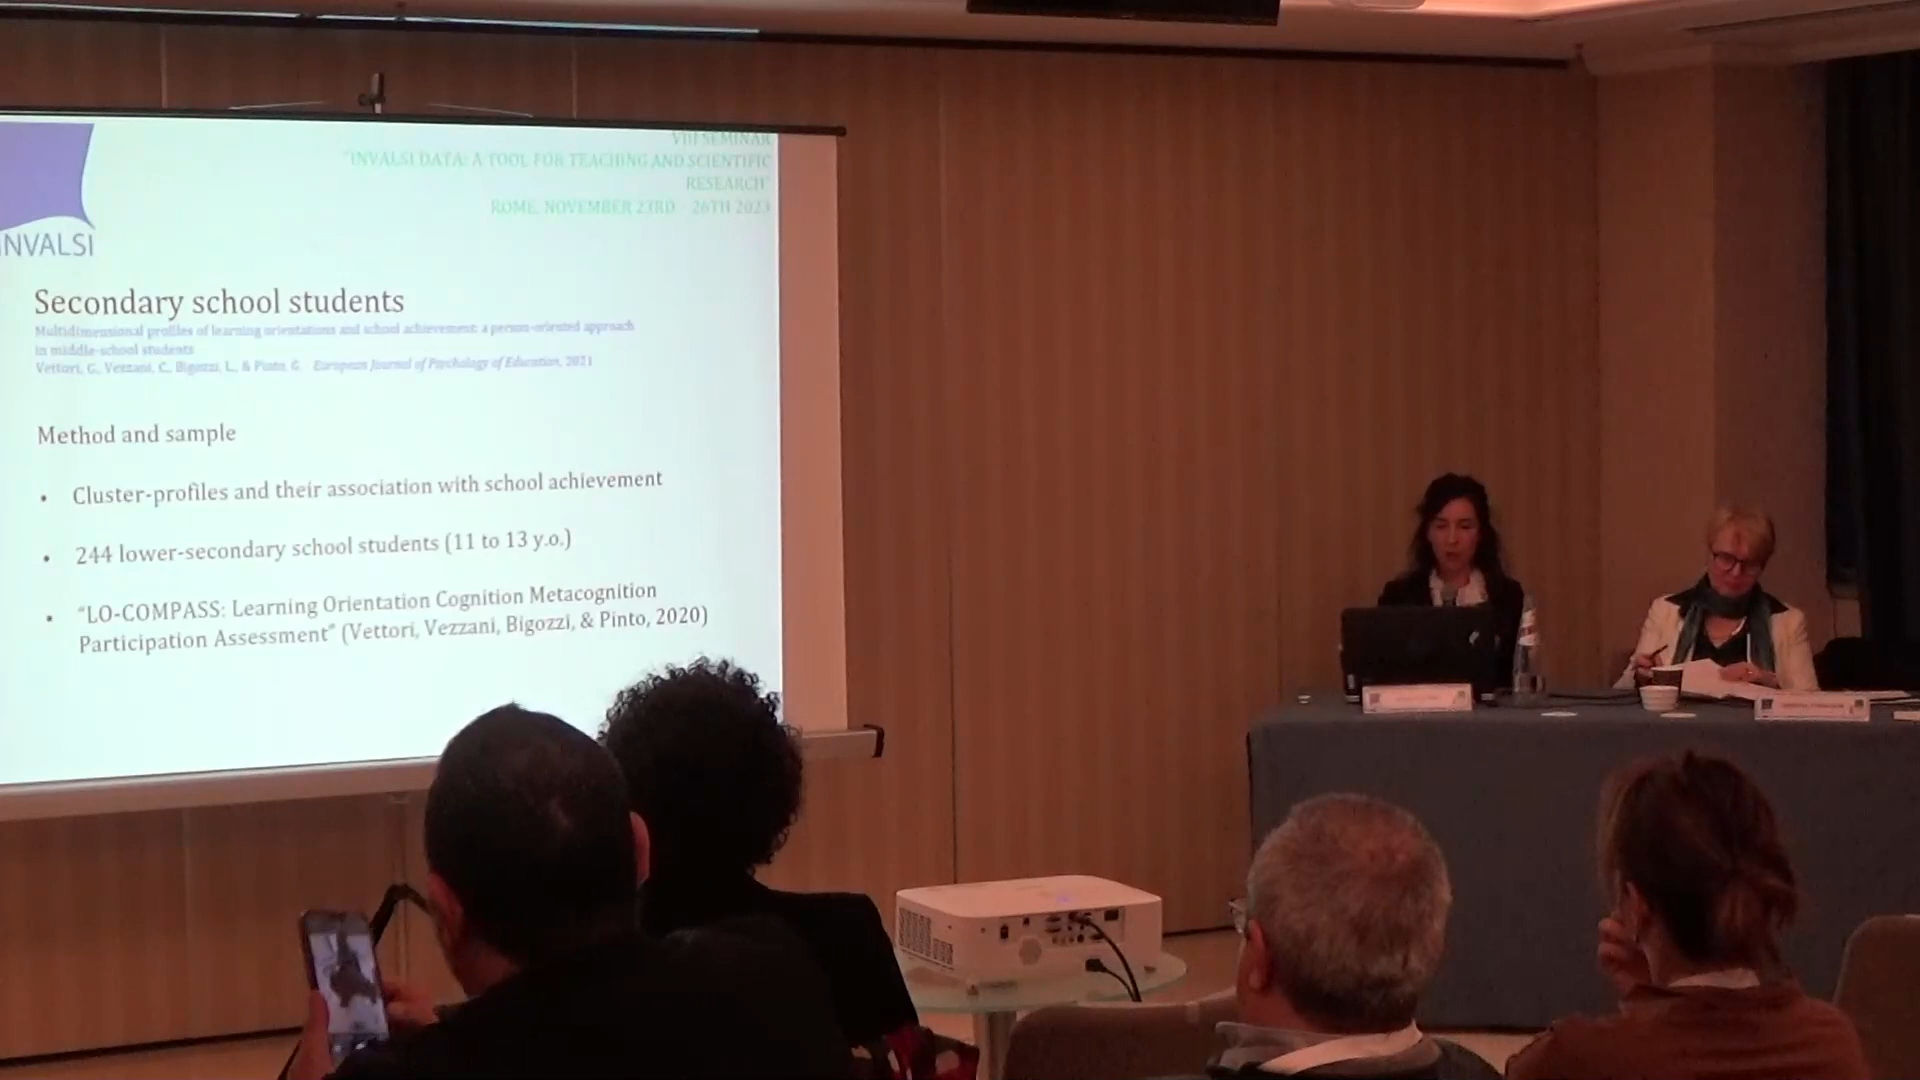 VIII SEMINAR
"INVALSI DATA: A TOOL FOR TEACHING AND SCIENTIFIC
RESEARCH"
ROME, NOVEMBER 23RD - 26TH 2023
INVALSI
Secondary school students
Multidimensional profiles of learning orientations and school achievement: a person-oriented approach
in middle-school students
Vettori, G., Vezzani, C., Bigozzi, L., & Pinto, G. European Journal of Psychology of Education, 2021
Method and sample
• Cluster-profiles and their association with school achievement
• 244 lower-secondary school students (11 to 13 y.o.)
• "LO-COMPASS: Learning Orientation Cognition Metacognition
Participation Assessment" (Vettori, Vezzani, Bigozzi, & Pinto, 2020)